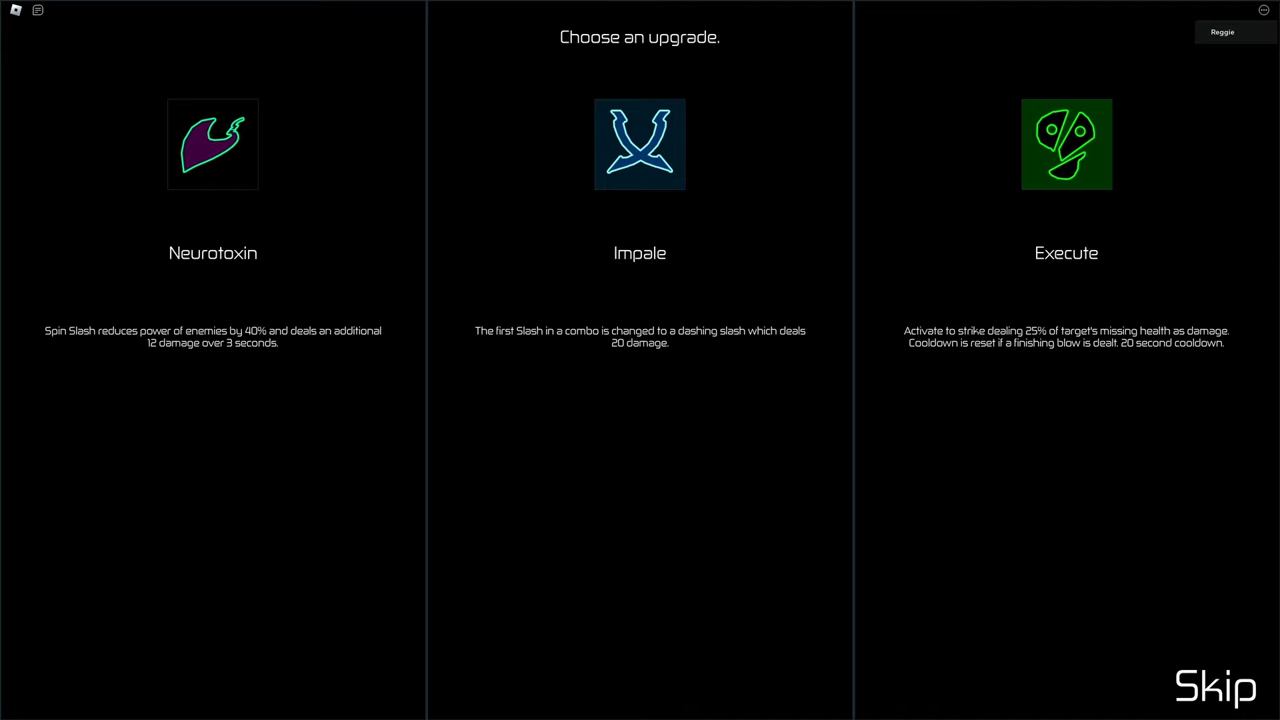 Choose an upgrade.
Reggie
Neurotoxin
Spin Slash reduces power of enemies by 40% and deals an additional
12 damage over 3 seconds.
Impale
The first Slash in a combo is changed to a dashing slash which deals
20 damage.
Execute
Activate to strike dealing 25% of target's missing health as damage.
Cooldown is reset if a finishing blow is dealt. 20 second cooldown.
Skip